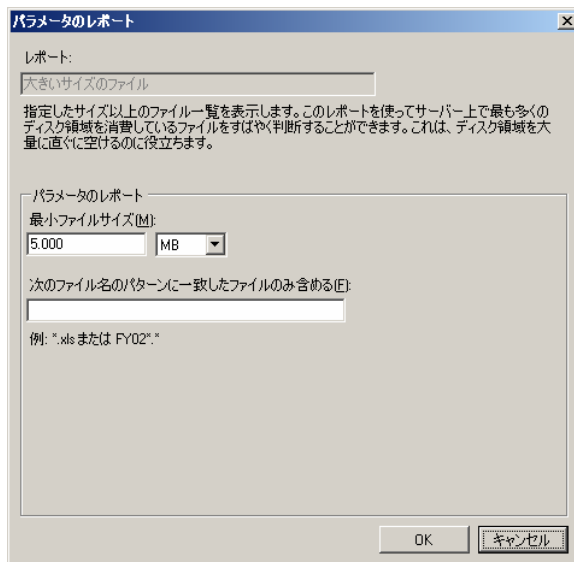 パラメータのレポート
レポート:
大きいサイズのファイル
指定したサイズ以上のファイル一覧を表示します。このレポートを使ってサーバー上で最も多くの
ディスク領域を消費しているファイルをすばやく判断することができます。これは、ディスク領域を大
量に直ぐに空けるのに役立ちます。
パラメータのレポート
最小ファイルサイズ(M):
5.000 MB
次のファイル名のパターンに一致したファイルのみ含める(F):
例: *.xls または FY02*.*
OK キャンセル